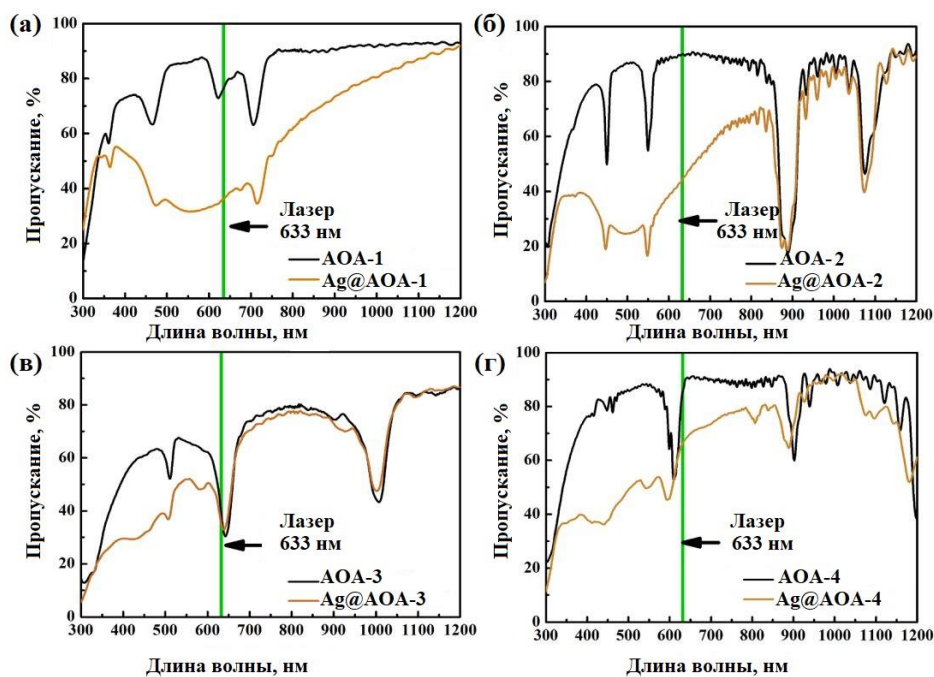 (а)
Пропускание, %
100
80
60
40
20
0
Лазер
633 нм
АОА-1
Ag@АОА-1
300 400 500 600 700 800 900 1000 1100 1200
Длина волны, нм
(б)
Пропускание, %
100
80
60
40
20
0
Лазер
633 нм
АОА-2
Ag@АОА-2
300 400 500 600 700 800 900 1000 1100 1200
Длина волны, нм
(в)
Пропускание, %
100
80
60
40
20
0
Лазер
633 нм
АОА-3
Ag@АОА-3
300 400 500 600 700 800 900 1000 1100 1200
Длина волны, нм
(г)
Пропускание, %
100
80
60
40
20
0
Лазер
633 нм
АОА-4
Ag@АОА-4
300 400 500 600 700 800 900 1000 1100 1200
Длина волны, нм